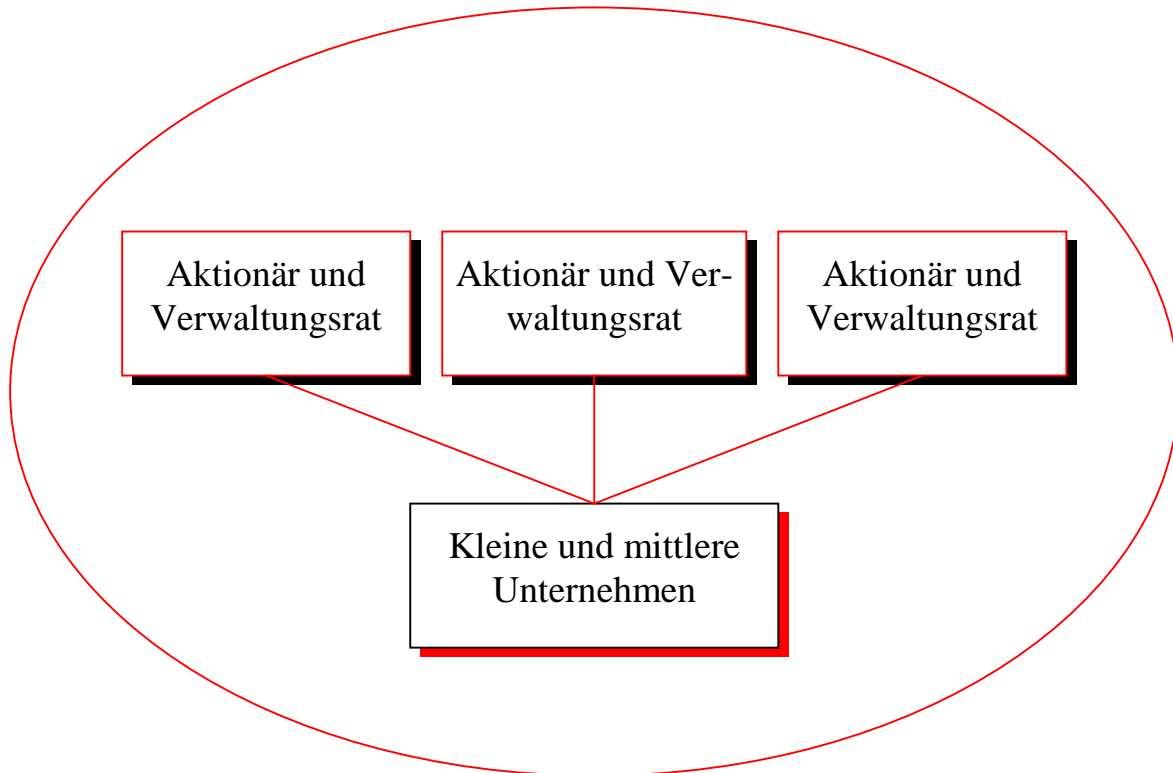 Aktionär und
Verwaltungsrat
Aktionär und Ver-
waltungsrat
Aktionär und
Verwaltungsrat
Kleine und mittlere
Unternehmen